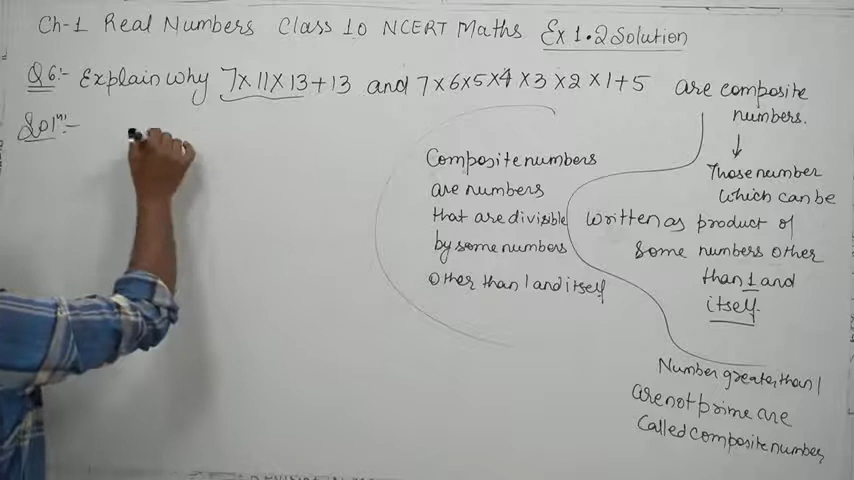 Ch-1 Real Numbers Class 10 NCERT Maths Ex 1.2 Solution
Q6:- Explain why 7×11×13+13 and 7×6×5×4×3×2×1+5 are composite numbers.
Solⁿ:-
Composite numbers
are numbers
that are divisible
by some numbers
other than 1 and itself
Those number
which can be
written as product of
some numbers other
than 1 and
itself.
Number greater than 1
are not prime are
called composite number,